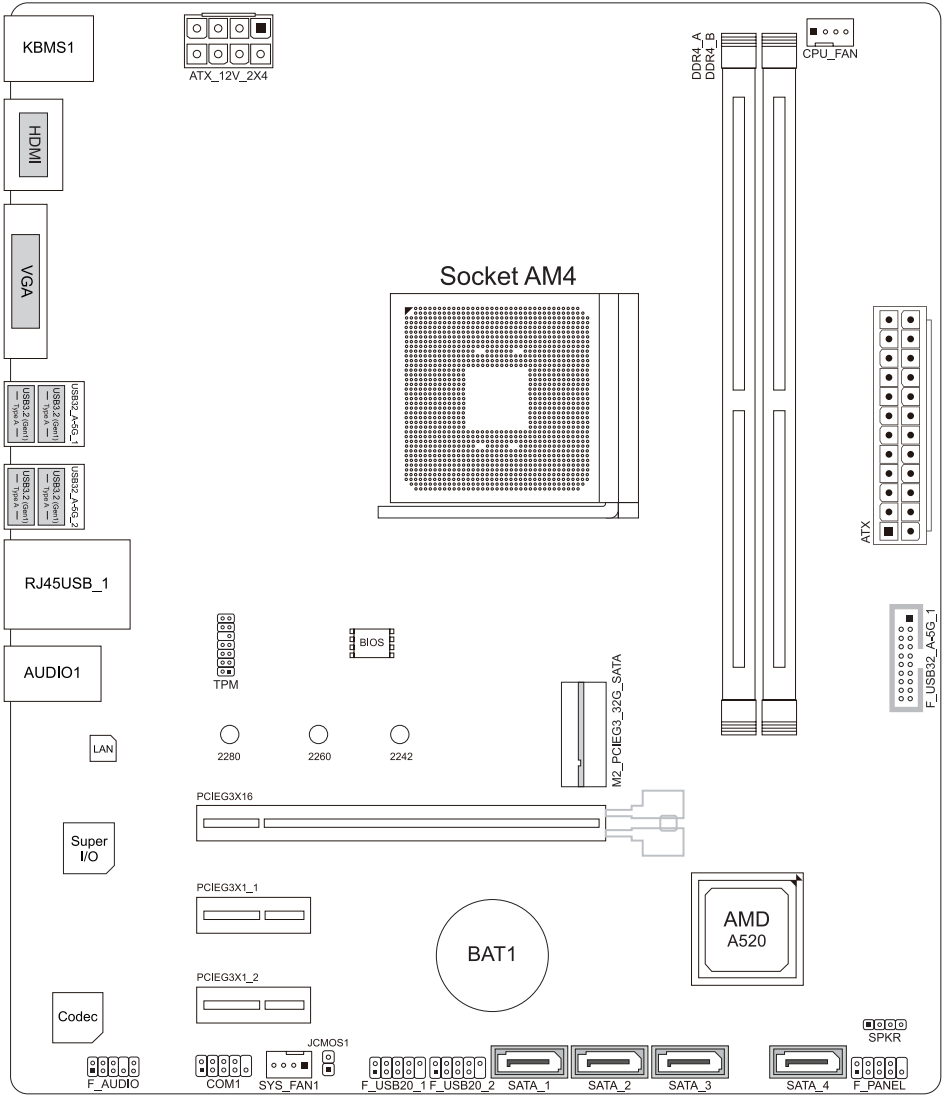 KBMS1
ATX_12V_2X4
DDR4_A
DDR4_B
CPU_FAN
HDMI
VGA
Socket AM4
USB32_A-5G_1
USB3.2 (Gen1)
Type A
USB3.2 (Gen1)
Type A
USB32_A-5G_2
USB3.2 (Gen1)
Type A
USB3.2 (Gen1)
Type A
ATX
RJ45USB_1
TPM
BIOS
F_USB32_A-5G_1
AUDIO1
M2_PCIEG3_32G_SATA
LAN
2280
2260
2242
PCIEG3X16
Super
I/O
PCIEG3X1_1
AMD
A520
BAT1
PCIEG3X1_2
Codec
JCMOS1
SPKR
F_AUDIO
COM1
SYS_FAN1
F_USB20_1
F_USB20_2
SATA_1
SATA_2
SATA_3
SATA_4
F_PANEL